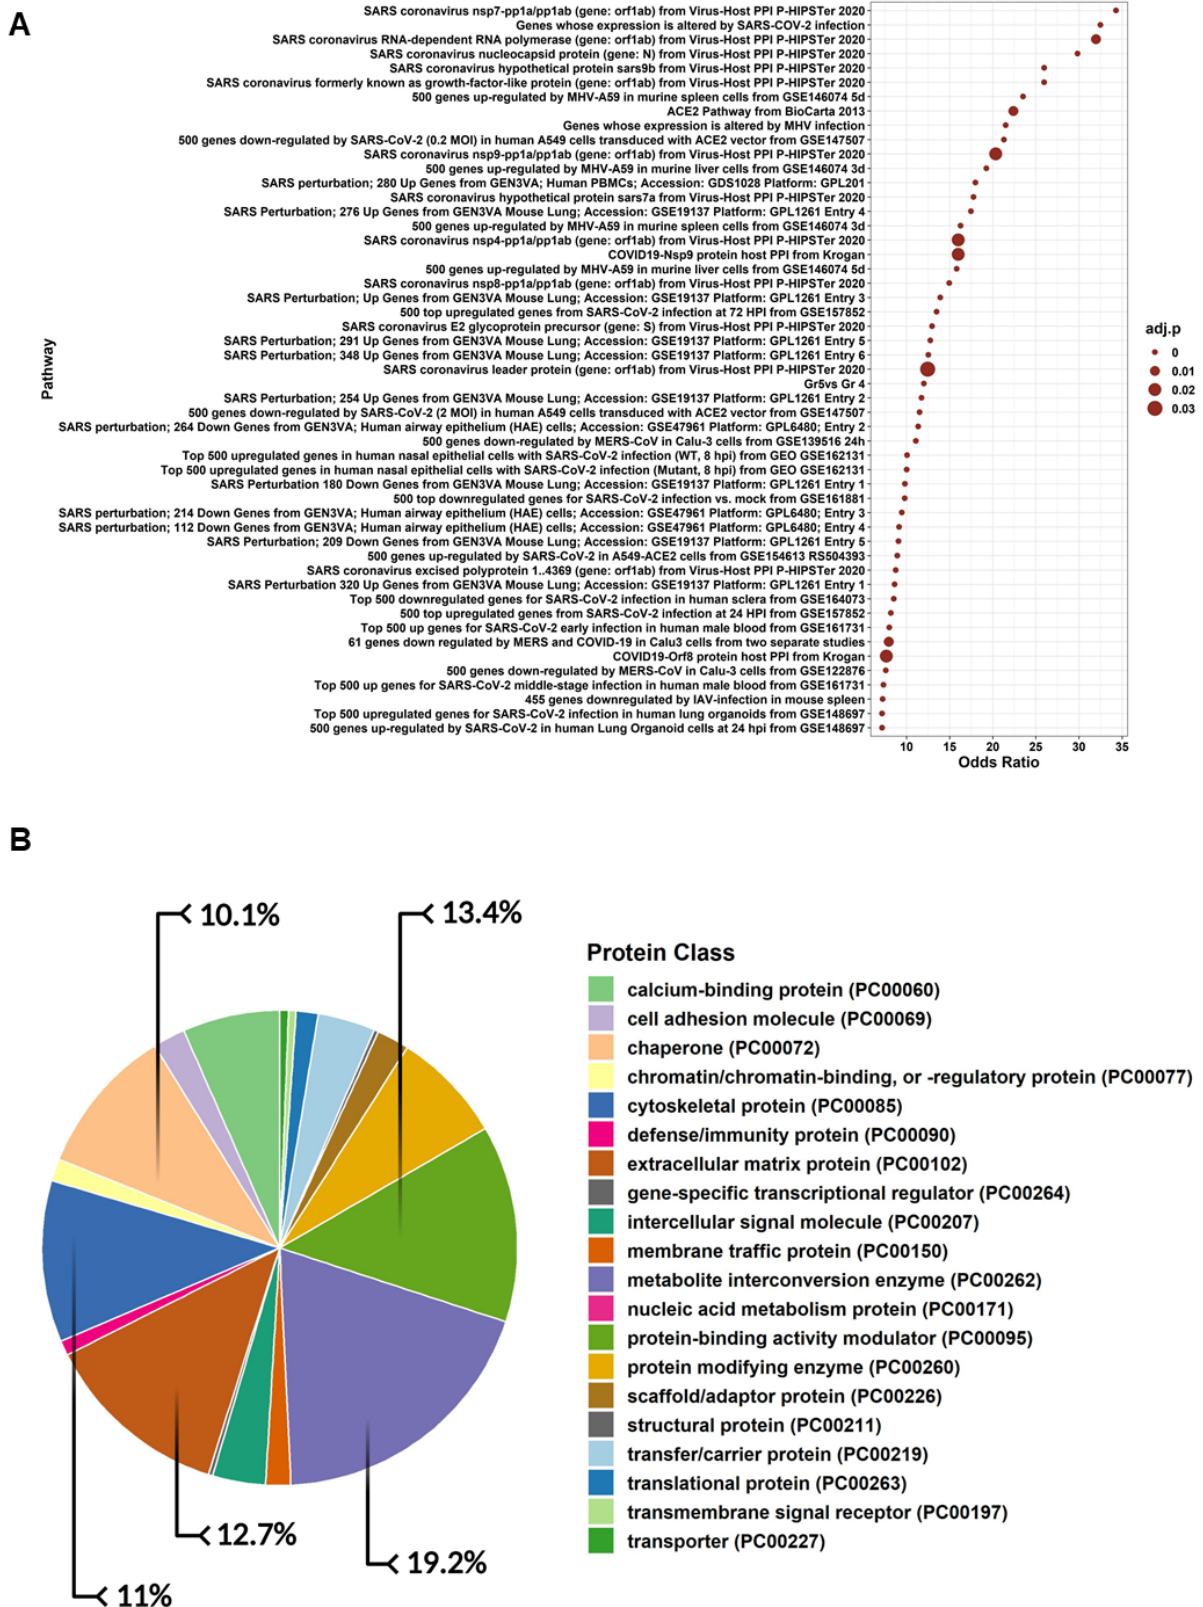 A
SARS coronavirus nsp7-pp1a/pp1ab (gene: orf1ab) from Virus-Host PPI P-HIPSTer 2020
Genes whose expression is altered by SARS-COV-2 infection
SARS coronavirus RNA-dependent RNA polymerase (gene: orf1ab) from Virus-Host PPI P-HIPSTer 2020
SARS coronavirus nucleocapsid protein (gene: N) from Virus-Host PPI P-HIPSTer 2020
SARS coronavirus hypothetical protein sars9b from Virus-Host PPI P-HIPSTer 2020
SARS coronavirus formerly known as growth-factor-like protein (gene: orf1ab) from Virus-Host PPI P-HIPSTer 2020
500 genes up-regulated by MHV-A59 in murine spleen cells from GSE146074 5d
ACE2 Pathway from BioCarta 2013
Genes whose expression is altered by MHV infection
500 genes down-regulated by SARS-CoV-2 (0.2 MOI) in human A549 cells transduced with ACE2 vector from GSE147507
SARS coronavirus nsp9-pp1a/pp1ab (gene: orf1ab) from Virus-Host PPI P-HIPSTer 2020
500 genes up-regulated by MHV-A59 in murine liver cells from GSE146074 3d
SARS perturbation; 280 Up Genes from GEN3VA; Human PBMCs; Accession: GDS1028 Platform: GPL201
SARS coronavirus hypothetical protein sars7a from Virus-Host PPI P-HIPSTer 2020
SARS Perturbation; 276 Up Genes from GEN3VA Mouse Lung; Accession: GSE19137 Platform: GPL1261 Entry 4
500 genes up-regulated by MHV-A59 in murine spleen cells from GSE146074 3d
SARS coronavirus nsp4-pp1a/pp1ab (gene: orf1ab) from Virus-Host PPI P-HIPSTer 2020
COVID19-Nsp9 protein host PPI from Krogan
500 genes up-regulated by MHV-A59 in murine liver cells from GSE146074 5d
SARS coronavirus nsp8-pp1a/pp1ab (gene: orf1ab) from Virus-Host PPI P-HIPSTer 2020
SARS Perturbation; Up Genes from GEN3VA Mouse Lung; Accession: GSE19137 Platform: GPL1261 Entry 3
500 top upregulated genes from SARS-CoV-2 infection at 72 HPI from GSE157852
SARS coronavirus E2 glycoprotein precursor (gene: S) from Virus-Host PPI P-HIPSTer 2020
SARS Perturbation; 291 Up Genes from GEN3VA Mouse Lung; Accession: GSE19137 Platform: GPL1261 Entry 5
SARS Perturbation; 348 Up Genes from GEN3VA Mouse Lung; Accession: GSE19137 Platform: GPL1261 Entry 6
SARS coronavirus leader protein (gene: orf1ab) from Virus-Host PPI P-HIPSTer 2020
Gr5vs Gr 4
SARS Perturbation; 254 Up Genes from GEN3VA Mouse Lung; Accession: GSE19137 Platform: GPL1261 Entry 2
500 genes down-regulated by SARS-CoV-2 (2 MOI) in human A549 cells transduced with ACE2 vector from GSE147507
SARS perturbation; 264 Down Genes from GEN3VA; Human airway epithelium (HAE) cells; Accession: GSE47961 Platform: GPL6480; Entry 2
500 genes down-regulated by MERS-CoV in Calu-3 cells from GSE139516 24h
Top 500 upregulated genes in human nasal epithelial cells with SARS-CoV-2 infection (WT, 8 hpi) from GEO GSE162131
Top 500 upregulated genes in human nasal epithelial cells with SARS-CoV-2 infection (Mutant, 8 hpi) from GEO GSE162131
SARS Perturbation 180 Down Genes from GEN3VA Mouse Lung; Accession: GSE19137 Platform: GPL1261 Entry 1
500 top downregulated genes for SARS-CoV-2 infection vs. mock from GSE161881
SARS perturbation; 214 Down Genes from GEN3VA; Human airway epithelium (HAE) cells; Accession: GSE47961 Platform: GPL6480; Entry 3
SARS perturbation; 112 Down Genes from GEN3VA; Human airway epithelium (HAE) cells; Accession: GSE47961 Platform: GPL6480; Entry 4
SARS Perturbation; 209 Down Genes from GEN3VA Mouse Lung; Accession: GSE19137 Platform: GPL1261 Entry 5
500 genes up-regulated by SARS-CoV-2 in A549-ACE2 cells from GSE154613 RS504393
SARS coronavirus excised polyprotein 1..4369 (gene: orf1ab) from Virus-Host PPI P-HIPSTer 2020
SARS Perturbation 320 Up Genes from GEN3VA Mouse Lung; Accession: GSE19137 Platform: GPL1261 Entry 1
Top 500 downregulated genes for SARS-CoV-2 infection in human sclera from GSE164073
500 top upregulated genes from SARS-CoV-2 infection at 24 HPI from GSE157852
Top 500 up genes for SARS-CoV-2 early infection in human male blood from GSE161731
61 genes down regulated by MERS and COVID-19 in Calu3 cells from two separate studies
COVID19-Orf8 protein host PPI from Krogan
500 genes down-regulated by MERS-CoV in Calu-3 cells from GSE122876
Top 500 up genes for SARS-CoV-2 middle-stage infection in human male blood from GSE161731
455 genes downregulated by IAV-infection in mouse spleen
Top 500 upregulated genes for SARS-CoV-2 infection in human lung organoids from GSE148697
500 genes up-regulated by SARS-CoV-2 in human Lung Organoid cells at 24 hpi from GSE148697
Pathway
10 15 20 25 30 35
Odds Ratio
adj.p
0
0.01
0.02
0.03
B
10.1%
13.4%
12.7%
19.2%
11%
Protein Class
calcium-binding protein (PC00060)
cell adhesion molecule (PC00069)
chaperone (PC00072)
chromatin/chromatin-binding, or -regulatory protein (PC00077)
cytoskeletal protein (PC00085)
defense/immunity protein (PC00090)
extracellular matrix protein (PC00102)
gene-specific transcriptional regulator (PC00264)
intercellular signal molecule (PC00207)
membrane traffic protein (PC00150)
metabolite interconversion enzyme (PC00262)
nucleic acid metabolism protein (PC00171)
protein-binding activity modulator (PC00095)
protein modifying enzyme (PC00260)
scaffold/adaptor protein (PC00226)
structural protein (PC00211)
transfer/carrier protein (PC00219)
translational protein (PC00263)
transmembrane signal receptor (PC00197)
transporter (PC00227)